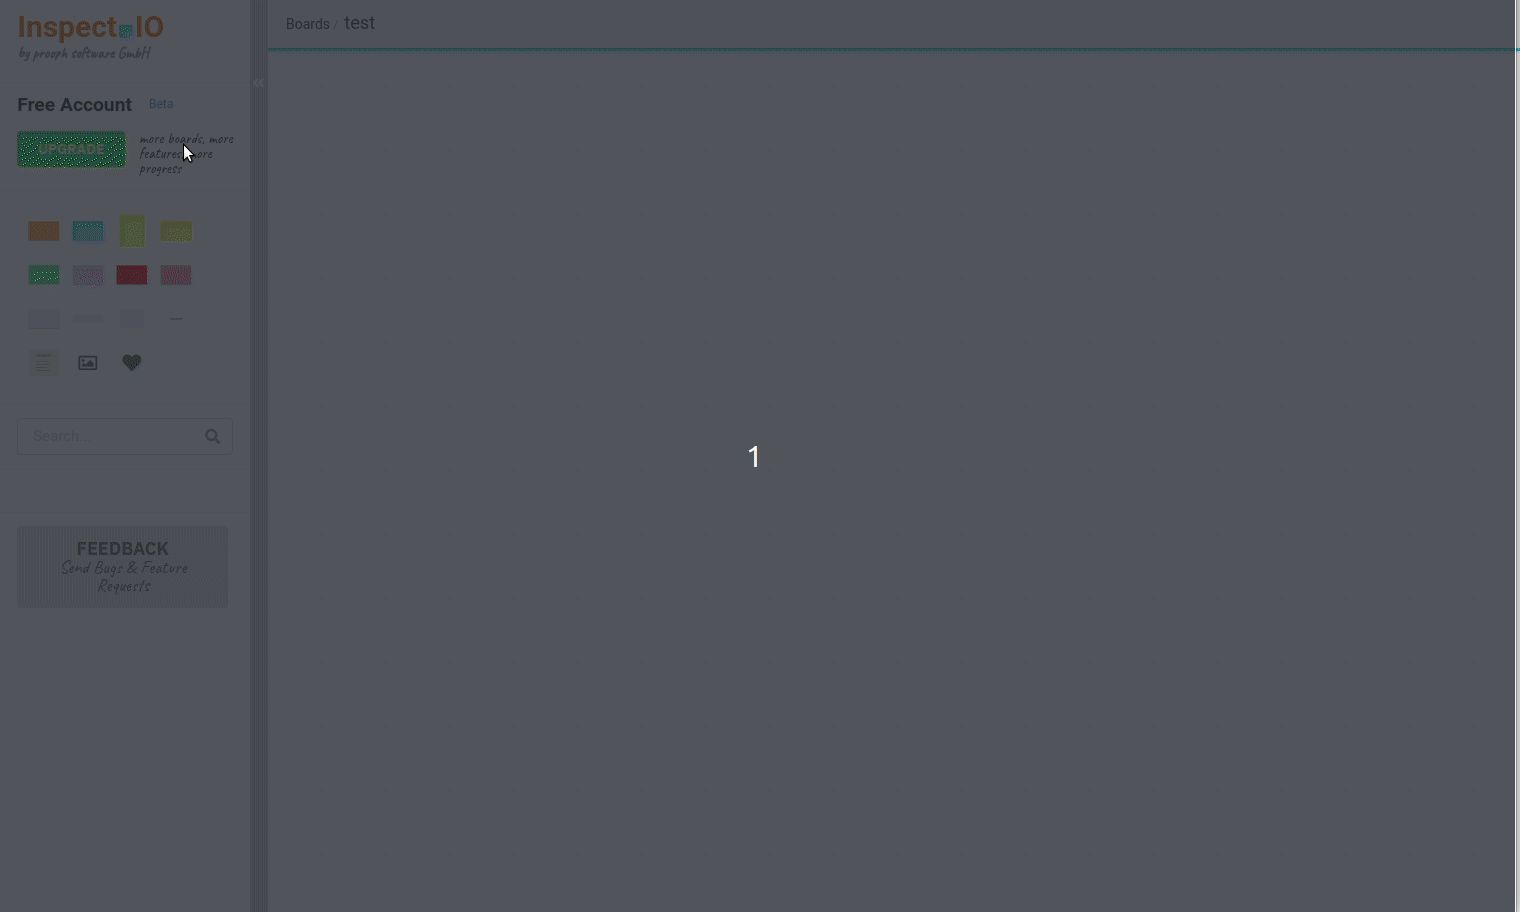 InspectIO
by prooph software GmbH
Boards / test
Free Account Beta
UPGRADE
more boards, more
features, more
progress
Search...
1
FEEDBACK
Send Bugs & Feature
Requests